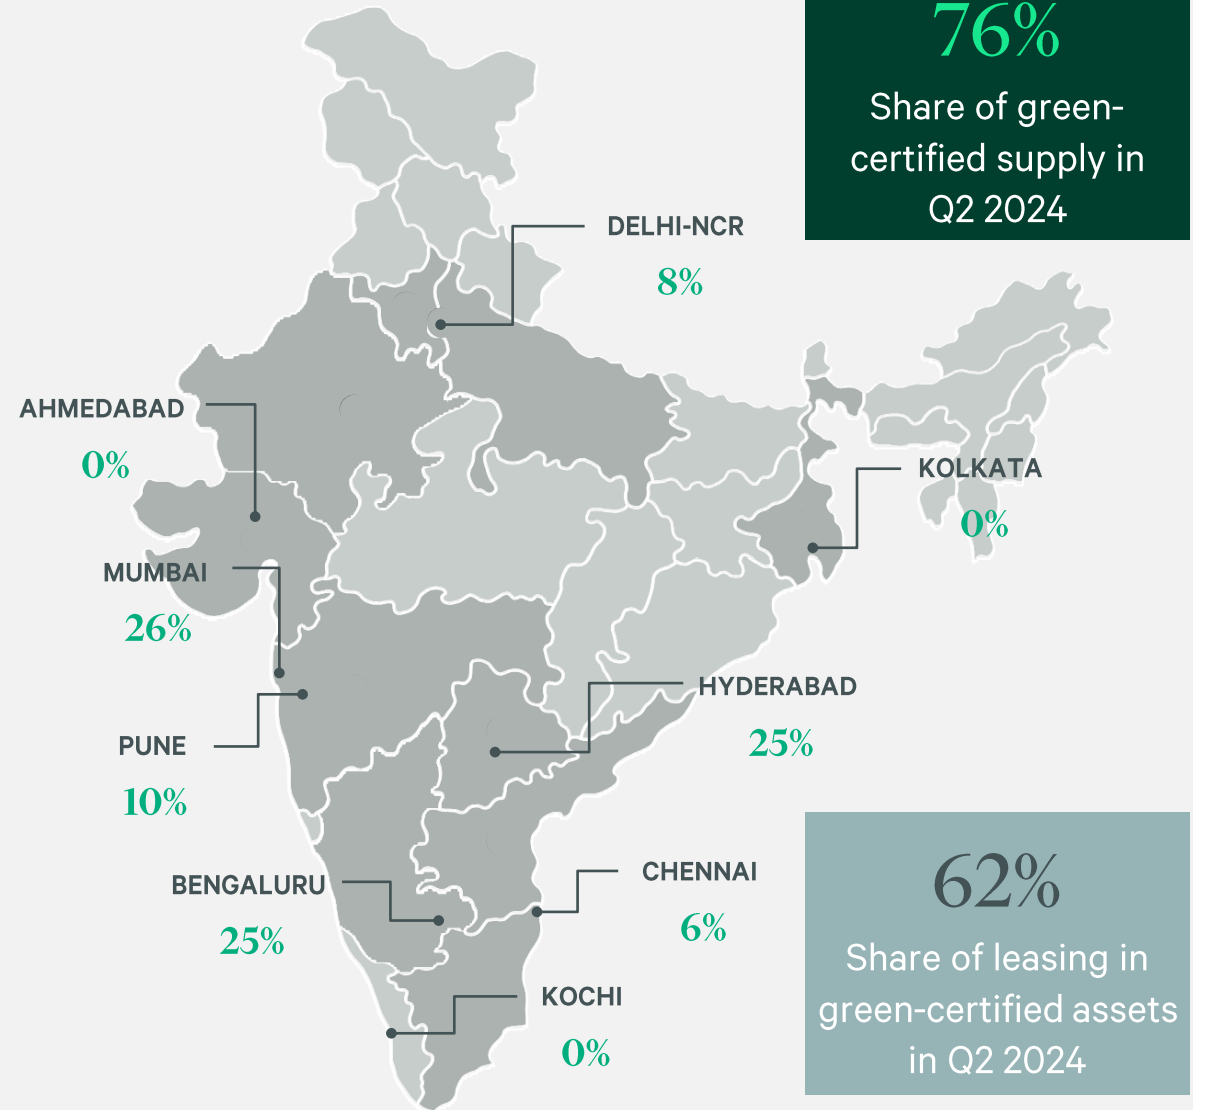 76%
Share of green-
certified supply in
Q2 2024
DELHI-NCR
8%
AHMEDABAD
0%
KOLKATA
0%
MUMBAI
26%
HYDERABAD
25%
PUNE
10%
BENGALURU
25%
CHENNAI
6%
KOCHI
0%
62%
Share of leasing in
green-certified assets
in Q2 2024